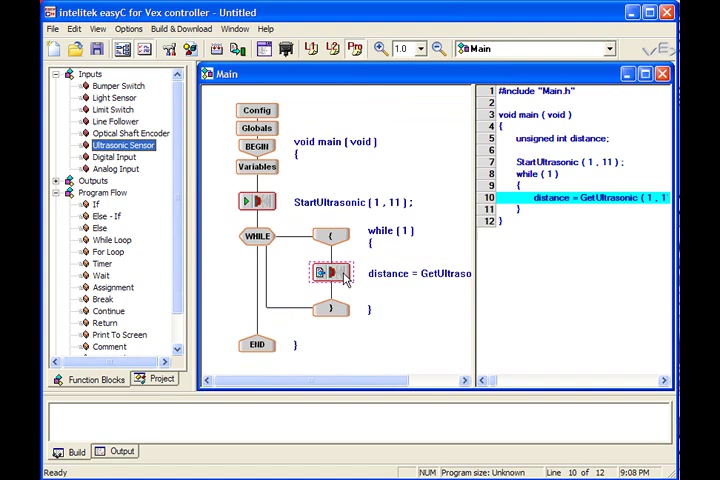 intelitek easyC for Vex controller - Untitled
File Edit View Options Build & Download Window Help
1.0 Main
Inputs
Bumper Switch
Light Sensor
Limit Switch
Line Follower
Optical Shaft Encoder
Ultrasonic Sensor
Digital Input
Analog Input
Outputs
Program Flow
If
Else - If
Else
While Loop
For Loop
Timer
Wait
Assignment
Break
Continue
Return
Print To Screen
Comment
Function Blocks Project
Main
Config
Globals
BEGIN void main ( void )
{
Variables
StartUltrasonic ( 1 , 11 ) ;
WHILE { while ( 1 )
{
distance = GetUltraso
} }
END }
1 #include "Main.h"
2
3 void main ( void )
4 {
5 unsigned int distance;
6
7 StartUltrasonic ( 1 , 11 ) ;
8 while ( 1 )
9 {
10 distance = GetUltrasonic ( 1 , 1
11 }
12 }
Build Output
Ready NUM Program size: Unknown Line 10 of 12 9:08 PM